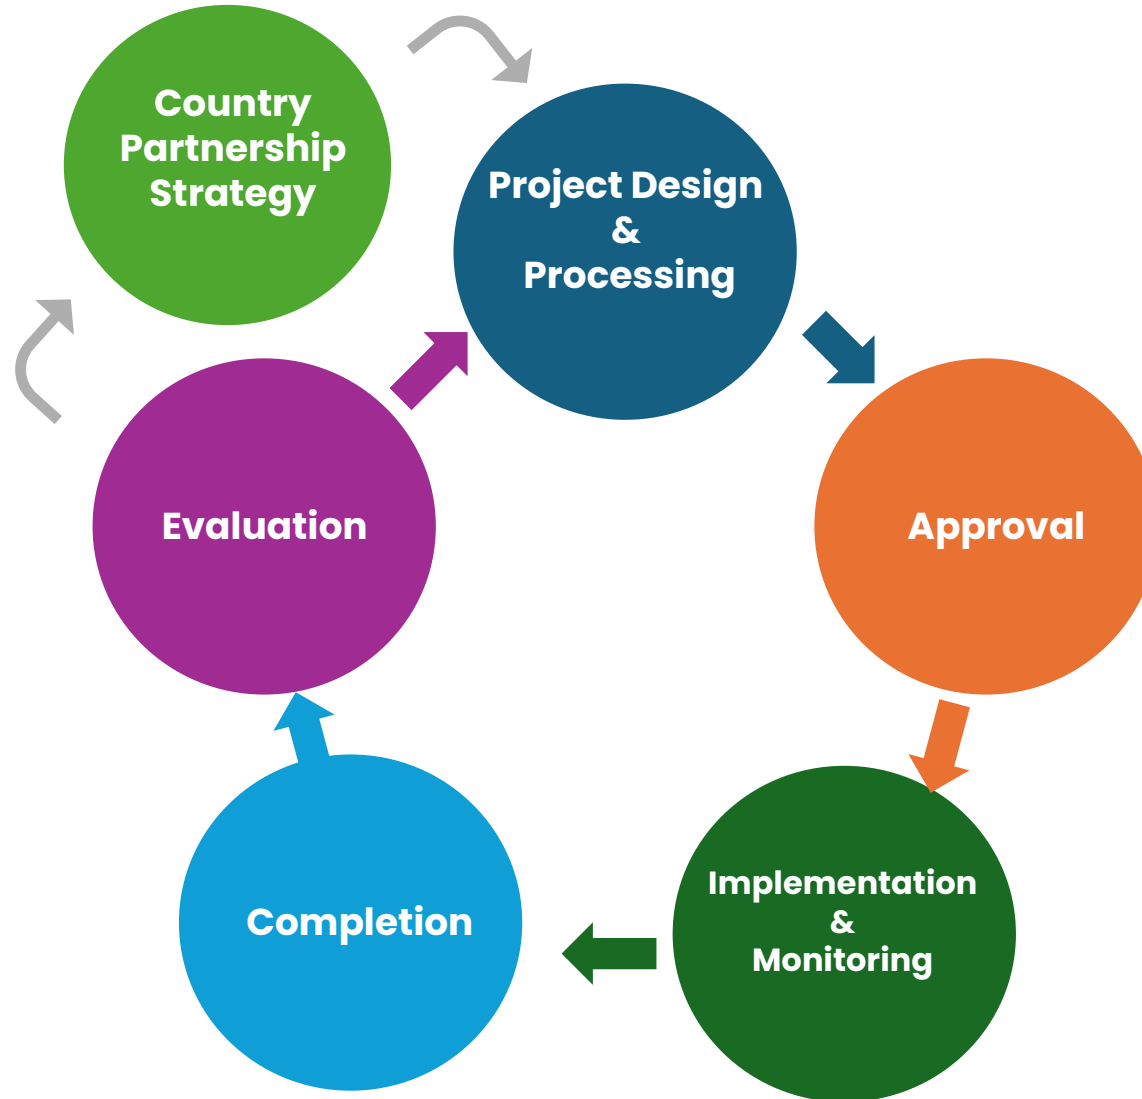 Country
Partnership
Strategy
Project Design
&
Processing
Approval
Implementation
&
Monitoring
Completion
Evaluation